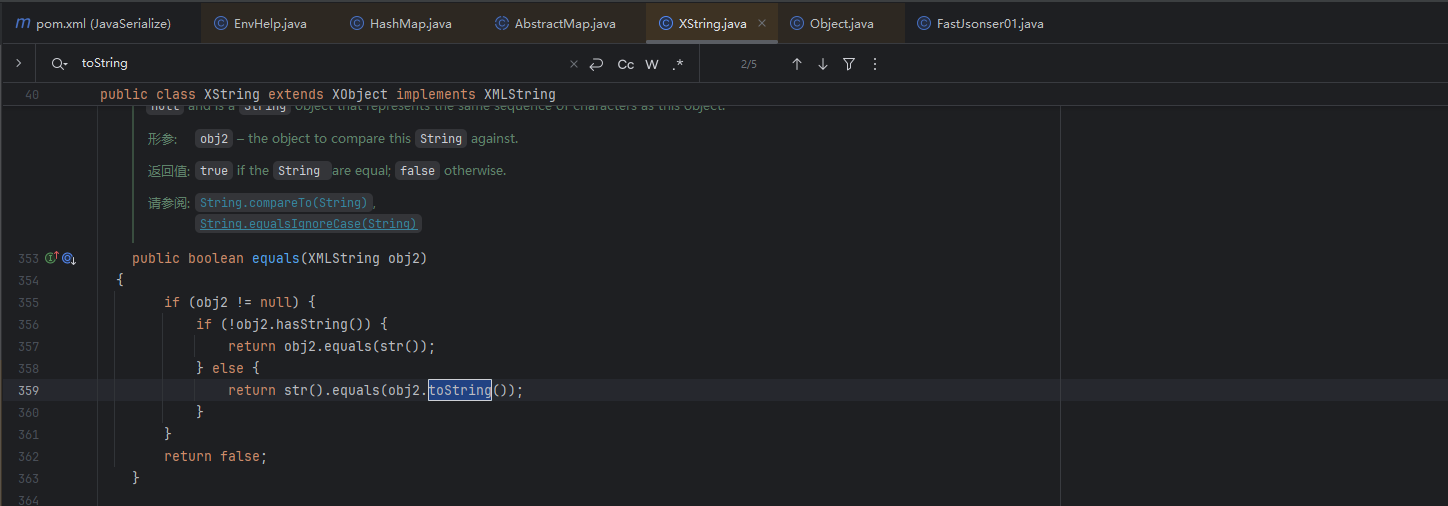 pom.xml (JavaSerialize) EnvHelp.java HashMap.java AbstractMap.java XString.java × Object.java FastJsonser01.java
toString × Cc W .* 2/5
40 public class XString extends XObject implements XMLString
null and is a String object that represents the same sequence of characters as this object.
形参: obj2 – the object to compare this String against.
返回值: true if the String are equal; false otherwise.
请参阅: String.compareTo(String),
String.equalsIgnoreCase(String)
353 public boolean equals(XMLString obj2)
354 {
355 if (obj2 != null) {
356 if (!obj2.hasString()) {
357 return obj2.equals(str());
358 } else {
359 return str().equals(obj2.toString());
360 }
361 }
362 return false;
363 }
364